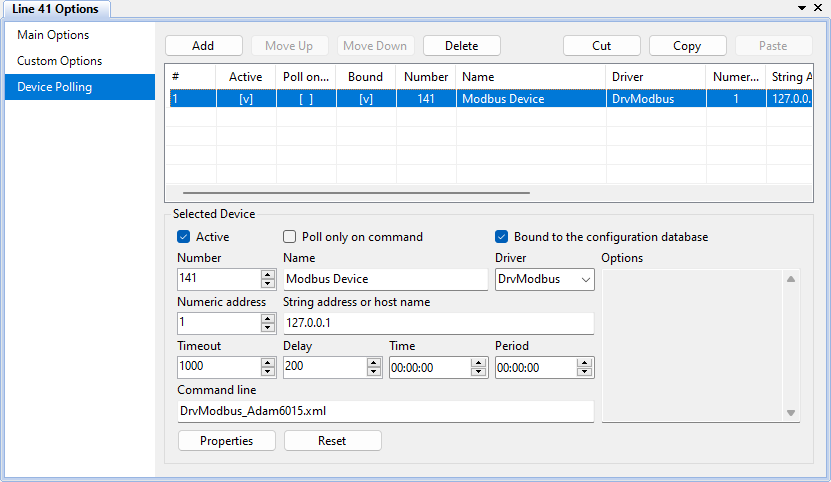 Line 41 Options
Main Options
Custom Options
Device Polling
Add Move Up Move Down Delete Cut Copy Paste
# Active Poll on... Bound Number Name Driver Numer... String A
1 [v] [ ] [v] 141 Modbus Device DrvModbus 1 127.0.0.
Selected Device
Active Poll only on command Bound to the configuration database
Number Name Driver Options
141 Modbus Device DrvModbus
Numeric address String address or host name
1 127.0.0.1
Timeout Delay Time Period
1000 200 00:00:00 00:00:00
Command line
DrvModbus_Adam6015.xml
Properties Reset